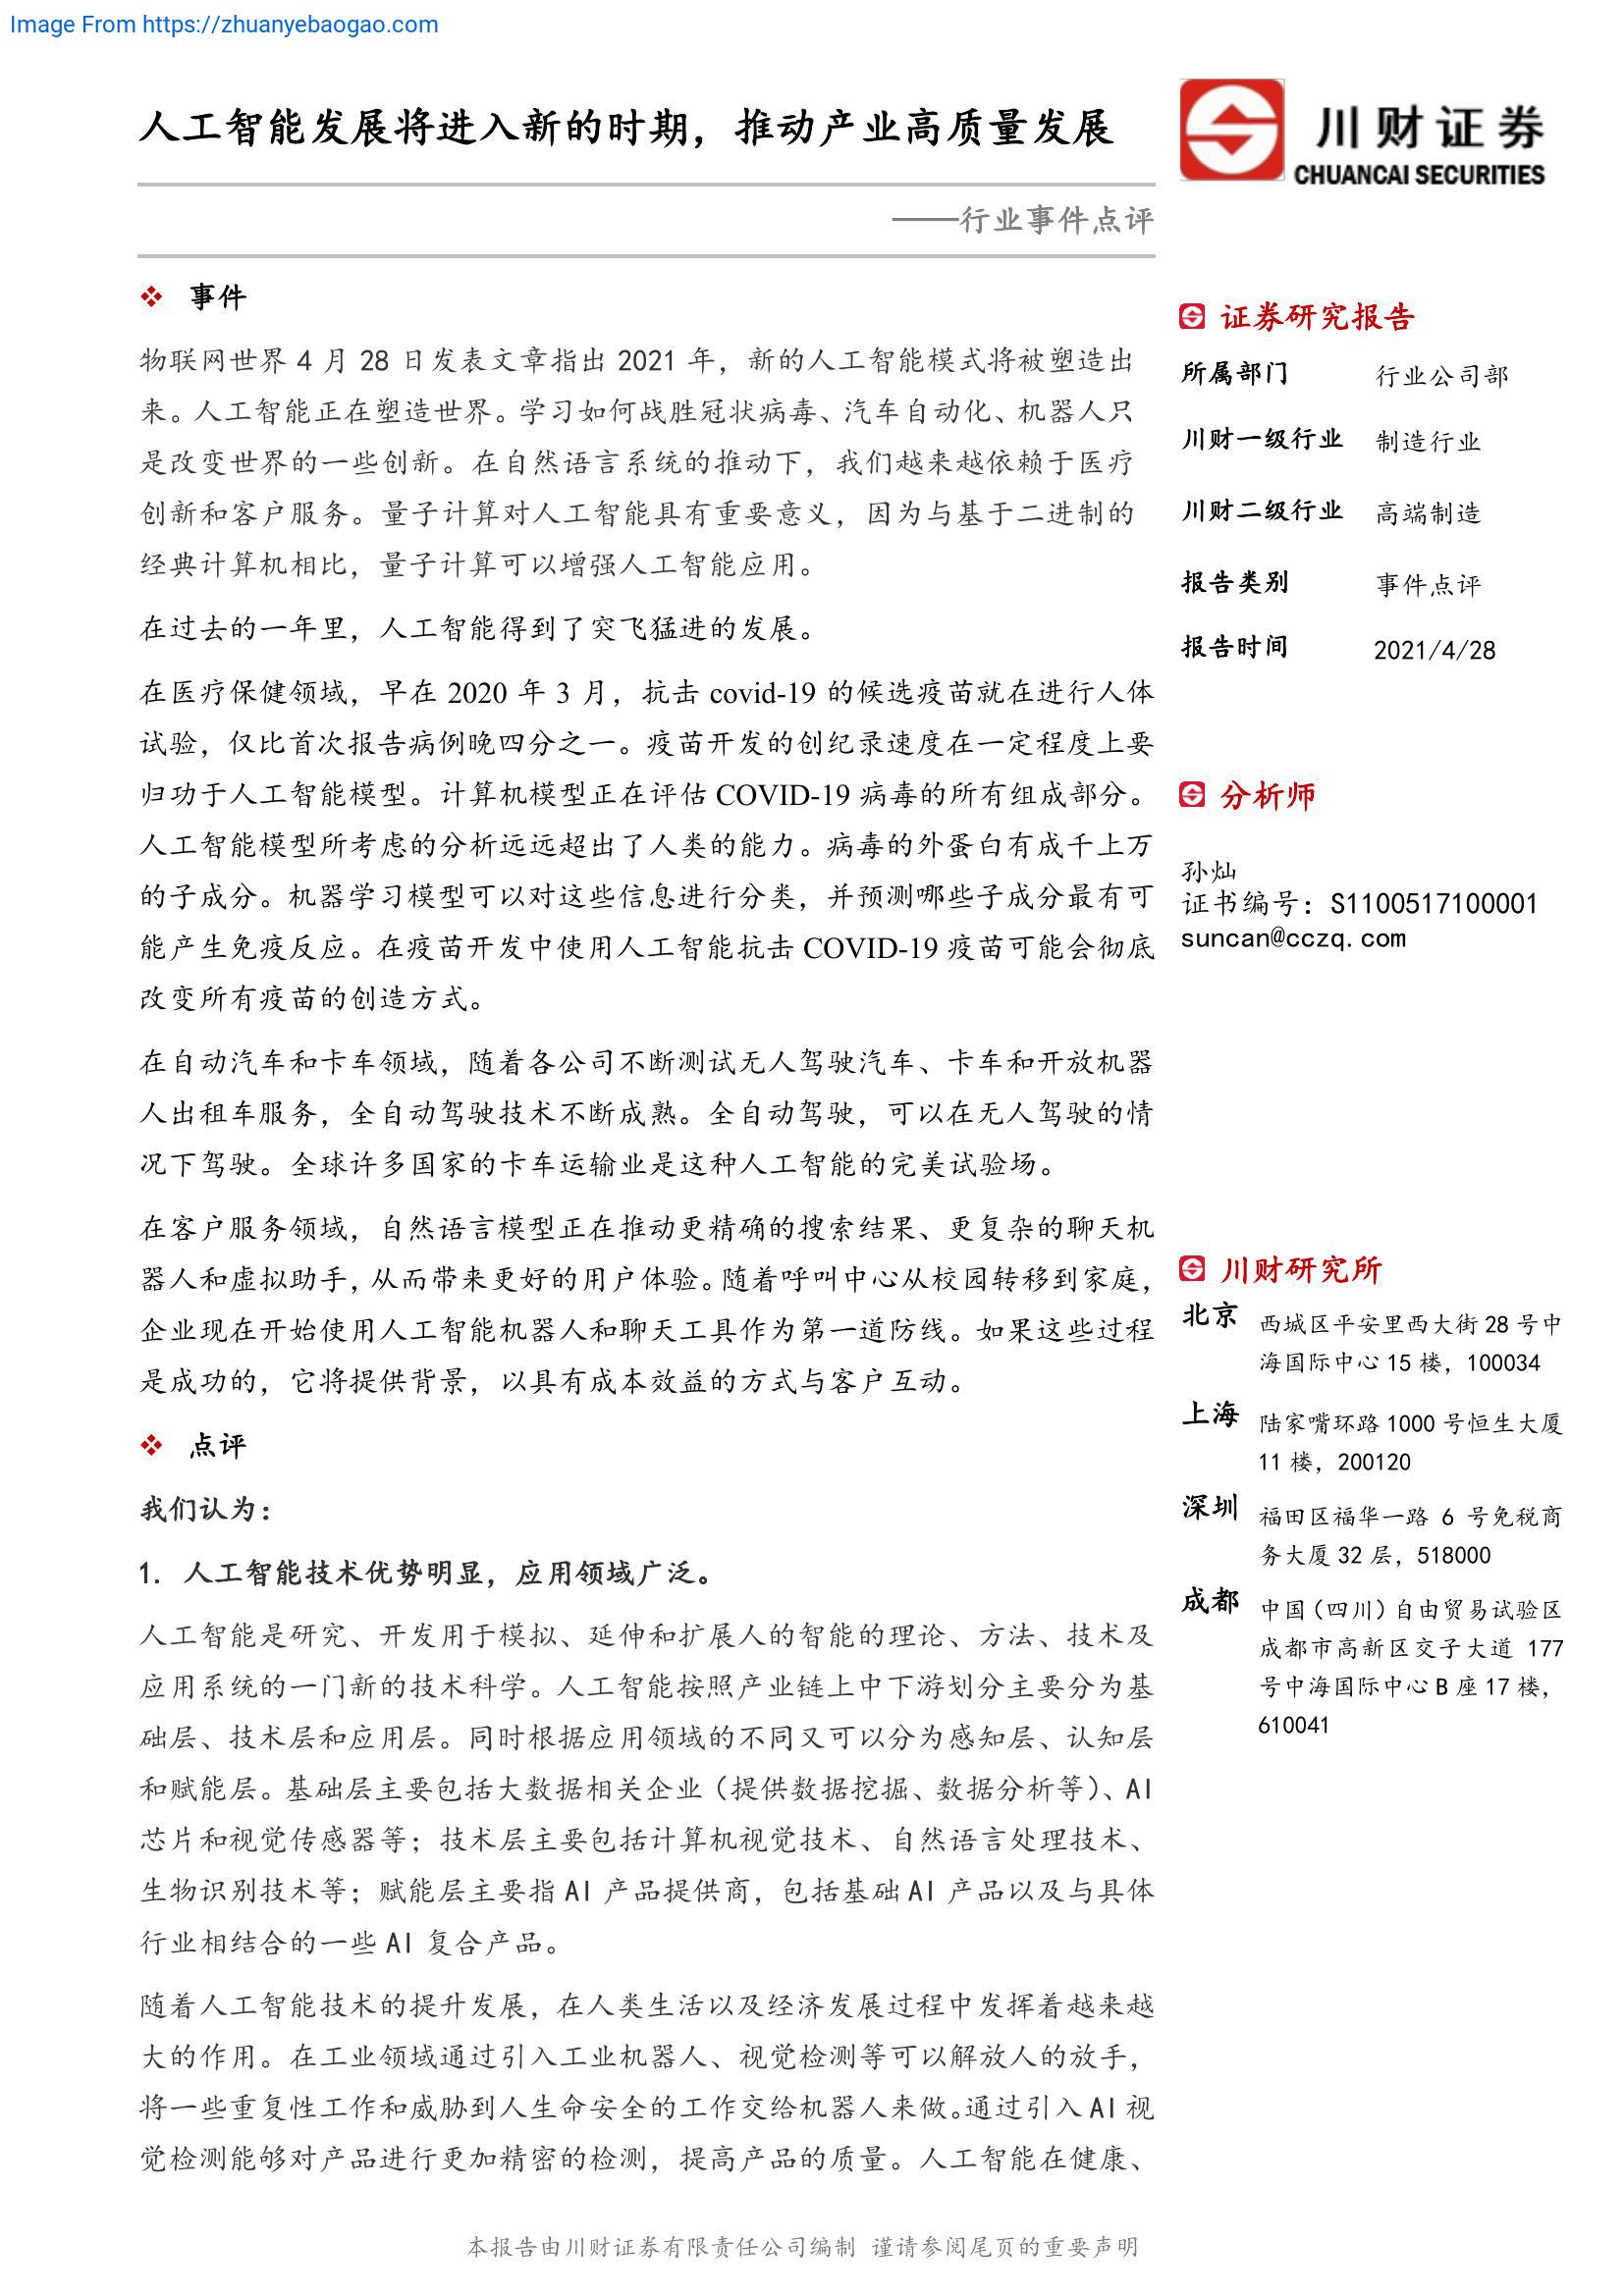 Image From https://zhuanyebaogao.com
人工智能发展将进入新的时期，推动产业高质量发展
川财证券
CHUANCAI SECURITIES
——行业事件点评
❖ 事件
物联网世界 4 月 28 日发表文章指出 2021 年，新的人工智能模式将被塑造出
来。人工智能正在塑造世界。学习如何战胜冠状病毒、汽车自动化、机器人只
是改变世界的一些创新。在自然语言系统的推动下，我们越来越依赖于医疗
创新和客户服务。量子计算对人工智能具有重要意义，因为与基于二进制的
经典计算机相比，量子计算可以增强人工智能应用。
在过去的一年里，人工智能得到了突飞猛进的发展。
在医疗保健领域，早在 2020 年 3 月，抗击 covid-19 的候选疫苗就在进行人体
试验，仅比首次报告病例晚四分之一。疫苗开发的创纪录速度在一定程度上要
归功于人工智能模型。计算机模型正在评估 COVID-19 病毒的所有组成部分。
人工智能模型所考虑的分析远远超出了人类的能力。病毒的外蛋白有成千上万
的子成分。机器学习模型可以对这些信息进行分类，并预测哪些子成分最有可
能产生免疫反应。在疫苗开发中使用人工智能抗击 COVID-19 疫苗可能会彻底
改变所有疫苗的创造方式。
在自动汽车和卡车领域，随着各公司不断测试无人驾驶汽车、卡车和开放机器
人出租车服务，全自动驾驶技术不断成熟。全自动驾驶，可以在无人驾驶的情
况下驾驶。全球许多国家的卡车运输业是这种人工智能的完美试验场。
在客户服务领域，自然语言模型正在推动更精确的搜索结果、更复杂的聊天机
器人和虚拟助手，从而带来更好的用户体验。随着呼叫中心从校园转移到家庭，
企业现在开始使用人工智能机器人和聊天工具作为第一道防线。如果这些过程
是成功的，它将提供背景，以具有成本效益的方式与客户互动。
❖ 点评
我们认为：
1. 人工智能技术优势明显，应用领域广泛。
人工智能是研究、开发用于模拟、延伸和扩展人的智能的理论、方法、技术及
应用系统的一门新的技术科学。人工智能按照产业链上中下游划分主要分为基
础层、技术层和应用层。同时根据应用领域的不同又可以分为感知层、认知层
和赋能层。基础层主要包括大数据相关企业（提供数据挖掘、数据分析等）、AI
芯片和视觉传感器等；技术层主要包括计算机视觉技术、自然语言处理技术、
生物识别技术等；赋能层主要指 AI 产品提供商，包括基础 AI 产品以及与具体
行业相结合的一些 AI 复合产品。
随着人工智能技术的提升发展，在人类生活以及经济发展过程中发挥着越来越
大的作用。在工业领域通过引入工业机器人、视觉检测等可以解放人的放手，
将一些重复性工作和威胁到人生命安全的工作交给机器人来做。通过引入 AI 视
觉检测能够对产品进行更加精密的检测，提高产品的质量。人工智能在健康、
证券研究报告
所属部门 行业公司部
川财一级行业 制造行业
川财二级行业 高端制造
报告类别 事件点评
报告时间 2021/4/28
分析师
孙灿
证书编号：S1100517100001
suncan@cczq.com
川财研究所
北京 西城区平安里西大街 28 号中
海国际中心 15 楼，100034
上海 陆家嘴环路 1000 号恒生大厦
11 楼，200120
深圳 福田区福华一路 6 号免税商
务大厦 32 层，518000
成都 中国（四川）自由贸易试验区
成都市高新区交子大道 177
号中海国际中心 B 座 17 楼，
610041
本报告由川财证券有限责任公司编制 谨请参阅尾页的重要声明